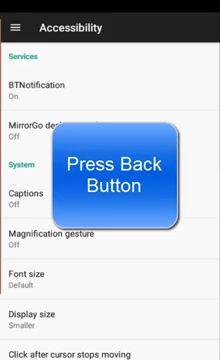 Accessibility
Services
BTNotification
On
MirrorGo
Off
Press Back
Button
System
Captions
Off
Magnification gesture
Off
Font size
Default
Display size
Smaller
Click after cursor stops moving